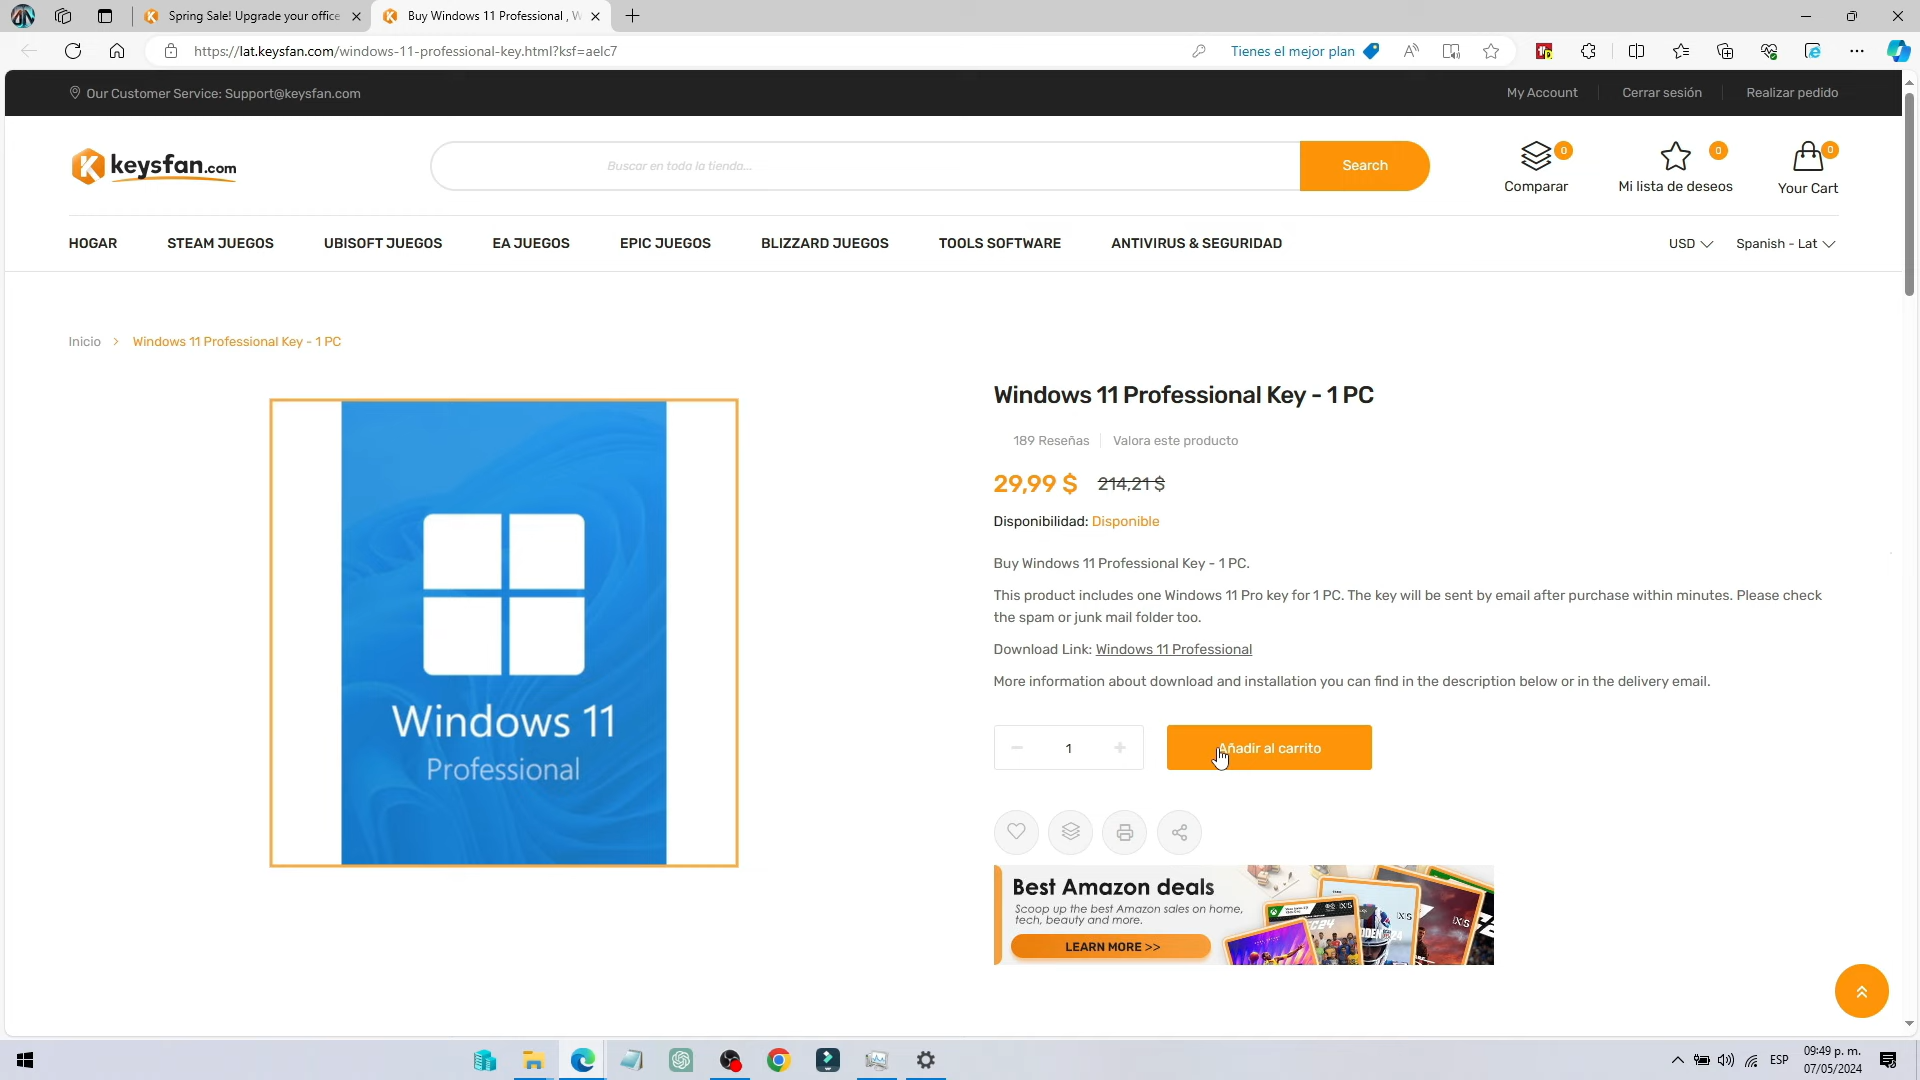 Spring Sale! Upgrade your office
Buy Windows 11 Professional , W
https://lat.keysfan.com/windows-11-professional-key.html?ksf=aelc7
Tienes el mejor plan
Our Customer Service: Support@keysfan.com
My Account
Cerrar sesión
Realizar pedido
keysfan.com
Buscar en toda la tienda...
Search
0
0
0
Comparar
Mi lista de deseos
Your Cart
HOGAR
STEAM JUEGOS
UBISOFT JUEGOS
EA JUEGOS
EPIC JUEGOS
BLIZZARD JUEGOS
TOOLS SOFTWARE
ANTIVIRUS & SEGURIDAD
USD
Spanish - Lat
Inicio > Windows 11 Professional Key - 1 PC
Windows 11
Professional
Windows 11 Professional Key - 1 PC
189 Reseñas
Valora este producto
29,99 $ 214,21 $
Disponibilidad: Disponible
Buy Windows 11 Professional Key - 1 PC.
This product includes one Windows 11 Pro key for 1 PC. The key will be sent by email after purchase within minutes. Please check
the spam or junk mail folder too.
Download Link: Windows 11 Professional
More information about download and installation you can find in the description below or in the delivery email.
1
Añadir al carrito
Best Amazon deals
Scoop up the best Amazon sales on home,
tech, beauty and more.
LEARN MORE >>
ESP
09:49 p. m.
07/05/2024